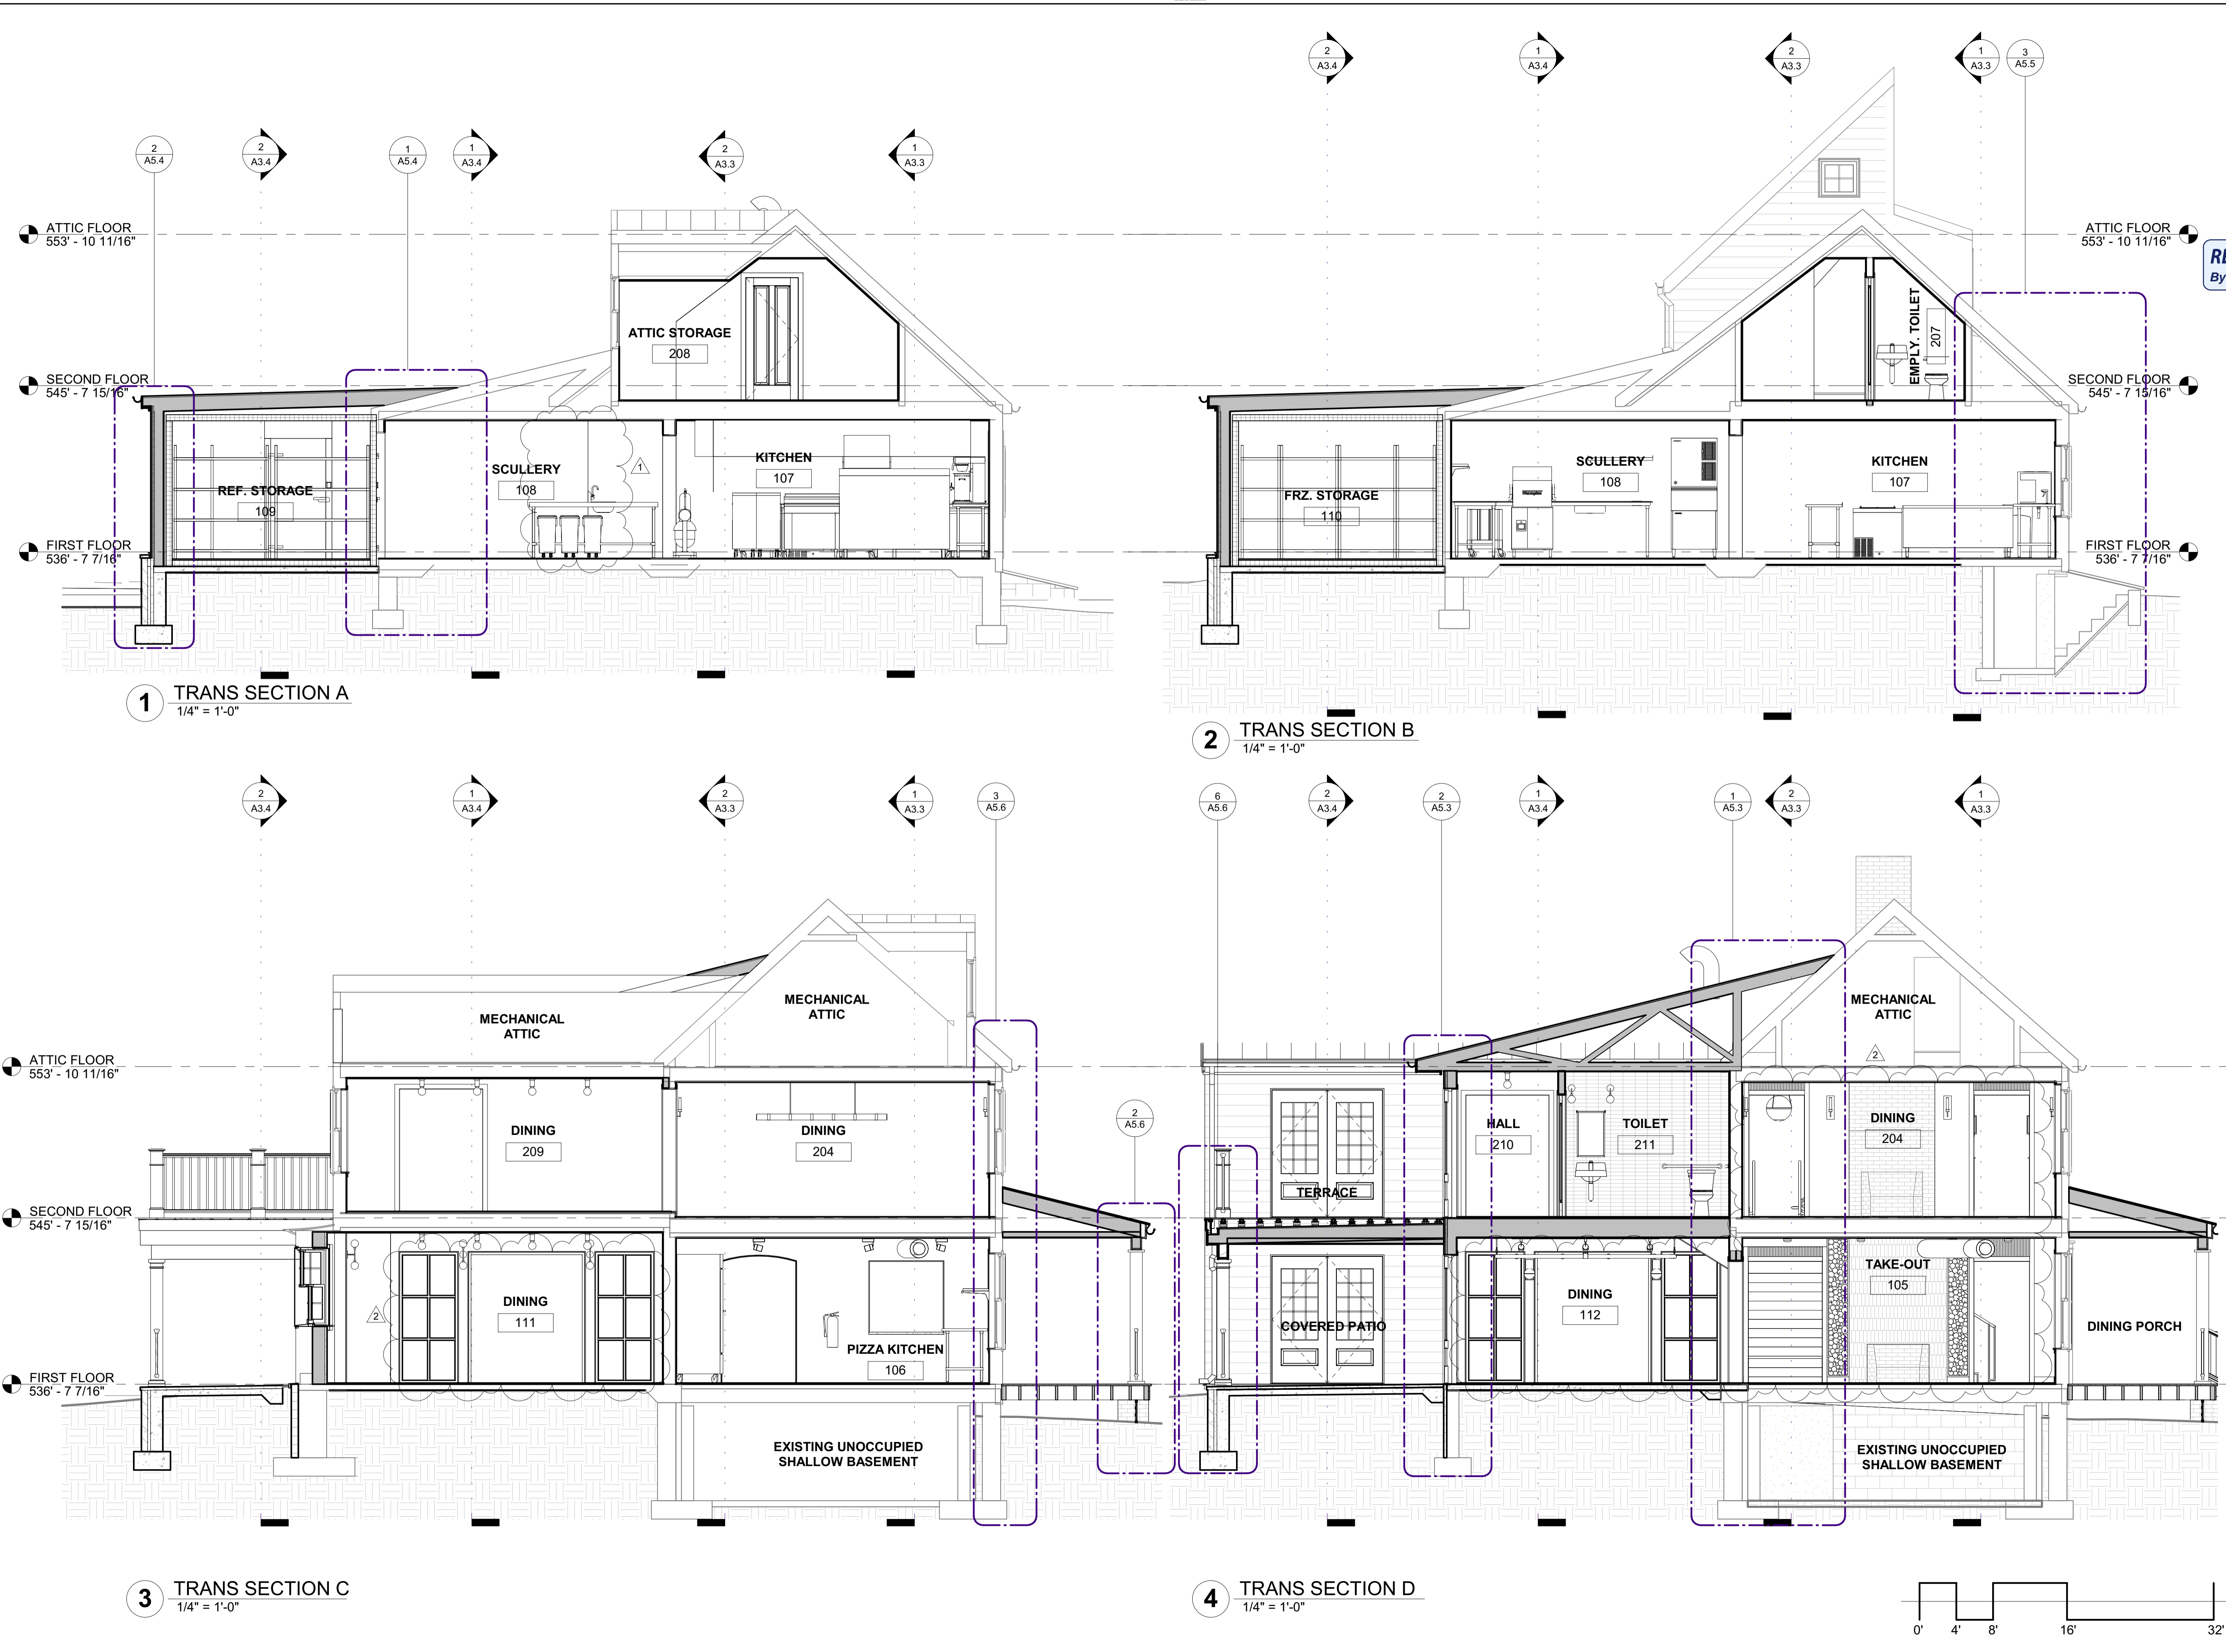 2
A3.4
1
A3.4
2
A3.3
1
A3.3
3
A5.5
2
A5.4
2
A3.4
1
A5.4
1
A3.4
2
A3.3
1
A3.3
ATTIC FLOOR
553' - 10 11/16"
SECOND FLOOR
545' - 7 15/16"
FIRST FLOOR
536' - 7 7/16"
ATTIC STORAGE
208
REF. STORAGE
109
SCULLERY
108
1
KITCHEN
107
1
TRANS SECTION A
1/4" = 1'-0"
ATTIC FLOOR
553' - 10 11/16"
SECOND FLOOR
545' - 7 15/16"
FIRST FLOOR
536' - 7 7/16"
By
EMPLY. TOILET
207
FRZ. STORAGE
110
SCULLERY
108
KITCHEN
107
2
TRANS SECTION B
1/4" = 1'-0"
2
A3.4
1
A3.4
2
A3.3
1
A3.3
3
A5.6
2
A5.6
ATTIC FLOOR
553' - 10 11/16"
SECOND FLOOR
545' - 7 15/16"
FIRST FLOOR
536' - 7 7/16"
MECHANICAL
ATTIC
MECHANICAL
ATTIC
DINING
209
DINING
204
2
DINING
111
PIZZA KITCHEN
106
EXISTING UNOCCUPIED
SHALLOW BASEMENT
3
TRANS SECTION C
1/4" = 1'-0"
6
A5.6
2
A3.4
2
A5.3
1
A3.4
1
A5.3
2
A3.3
1
A3.3
MECHANICAL
ATTIC
2
TERRACE
HALL
210
TOILET
211
DINING
204
COVERED PATIO
DINING
112
TAKE-OUT
105
DINING PORCH
EXISTING UNOCCUPIED
SHALLOW BASEMENT
4
TRANS SECTION D
1/4" = 1'-0"
0' 4' 8' 16' 32'